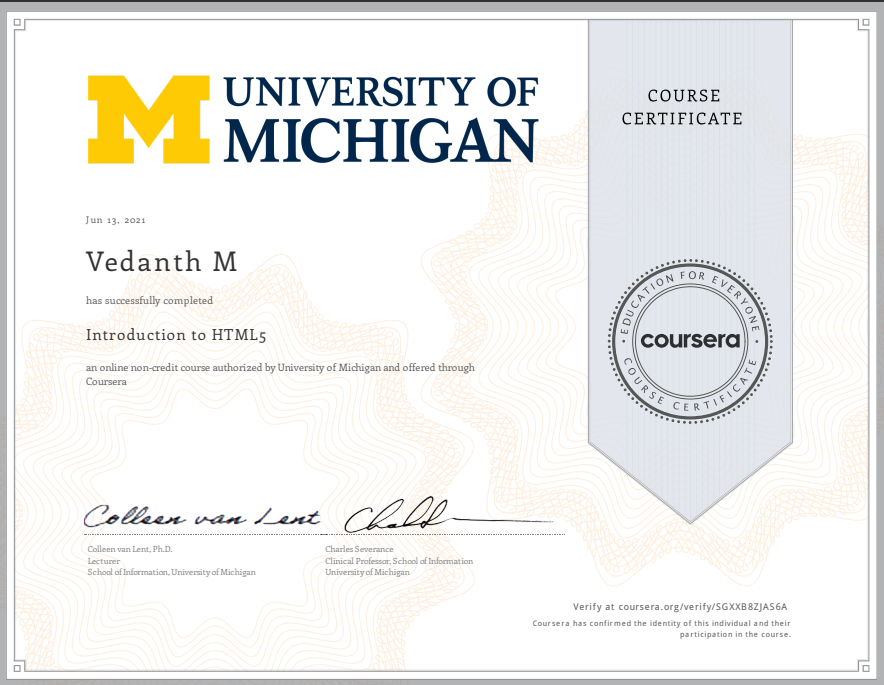 UNIVERSITY OF
MICHIGAN
COURSE
CERTIFICATE
Jun 13, 2021
Vedanth M
has successfully completed
Introduction to HTML5
an online non-credit course authorized by University of Michigan and offered through
Coursera
EDUCATION FOR EVERYONE
coursera
COURSE CERTIFICATE
Colleen van Lent
Colleen van Lent, Ph.D.
Lecturer
School of Information, University of Michigan
Charles Severance
Clinical Professor, School of Information
University of Michigan
Verify at coursera.org/verify/SGXXB8ZJAS6A
Coursera has confirmed the identity of this individual and their
participation in the course.